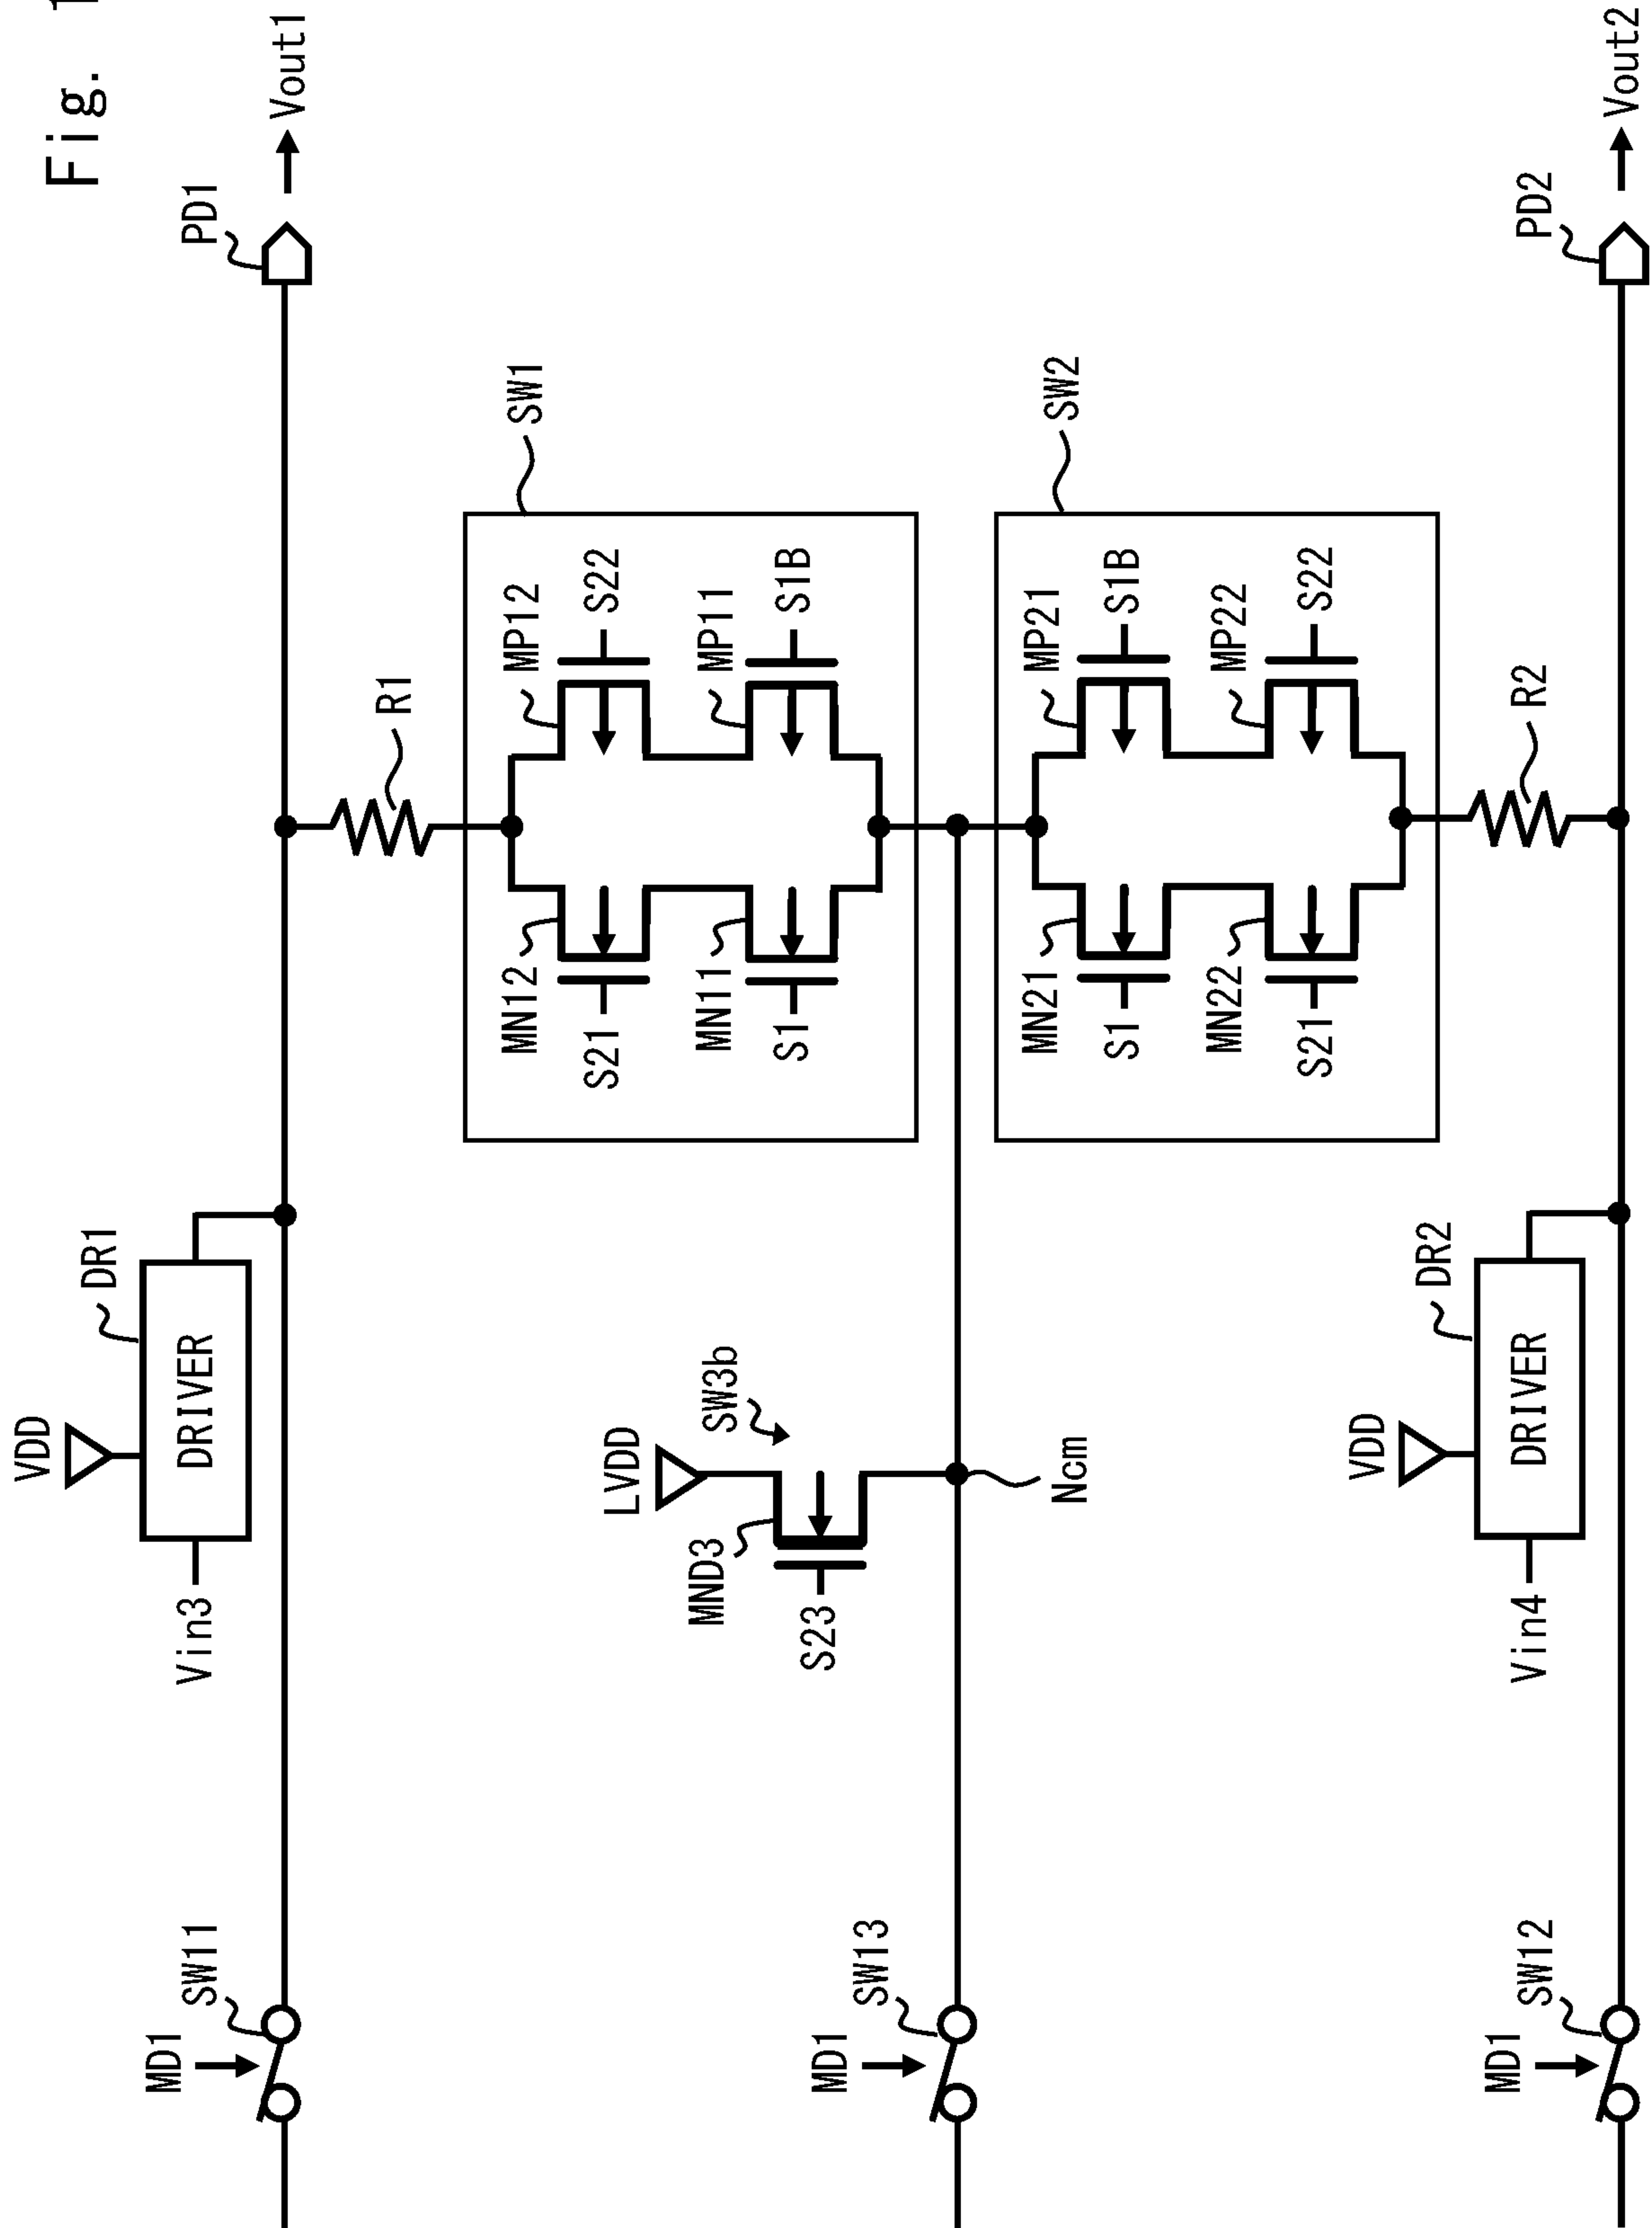 Fig. 1
VDD
DR1
DRIVER
Vin3
MD1
SW11
PD1
Vout1
R1
SW1
MN12
S21
MP12
S22
MN11
S1
MP11
S1B
LVDD
SW3b
MND3
S23
Ncm
MD1
SW13
SW2
MN21
S1
MP21
S1B
MN22
S21
MP22
S22
R2
VDD
DR2
DRIVER
Vin4
MD1
SW12
PD2
Vout2